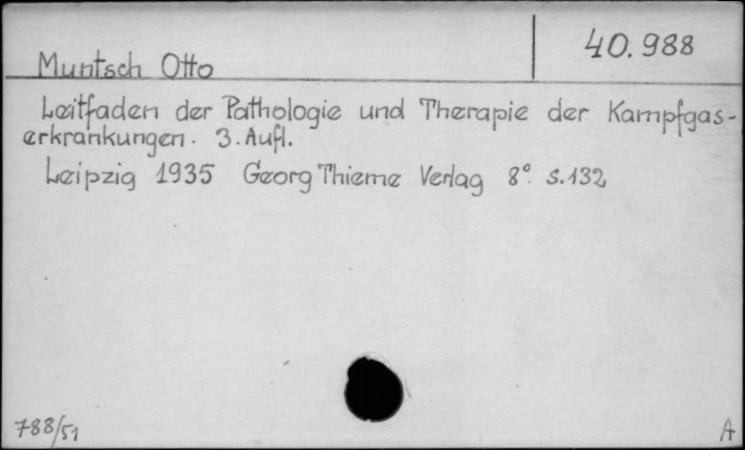 Muntsch Otto
40.988
Leitfaden der Pathologie und Therapie der Kampfgas-
erkrankungen. 3. Aufl.
Leipzig 1935 Georg Thieme Verlag 8°. S.132
788/51
A